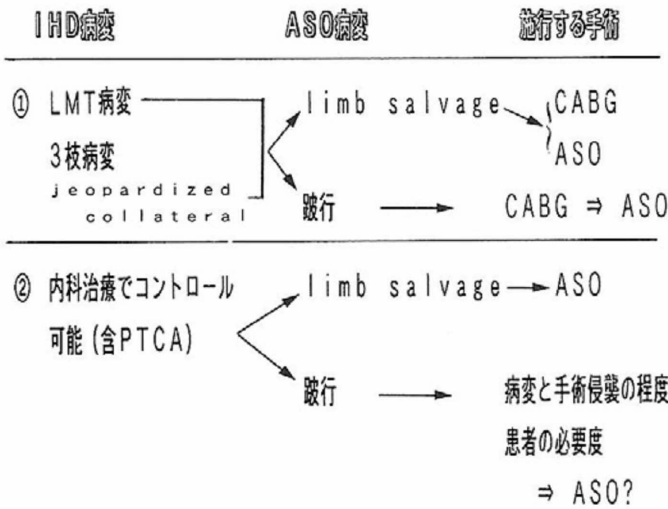 IHD病変 ASO病変 施行する手術
① LMT病変 limb salvage CABG
3枝病変 ASO
jeopardized
collateral 跛行 CABG ⇒ ASO
② 内科治療でコントロール limb salvage ASO
可能(含PTCA)
跛行 病変と手術侵襲の程度
患者の必要度
⇒ ASO?